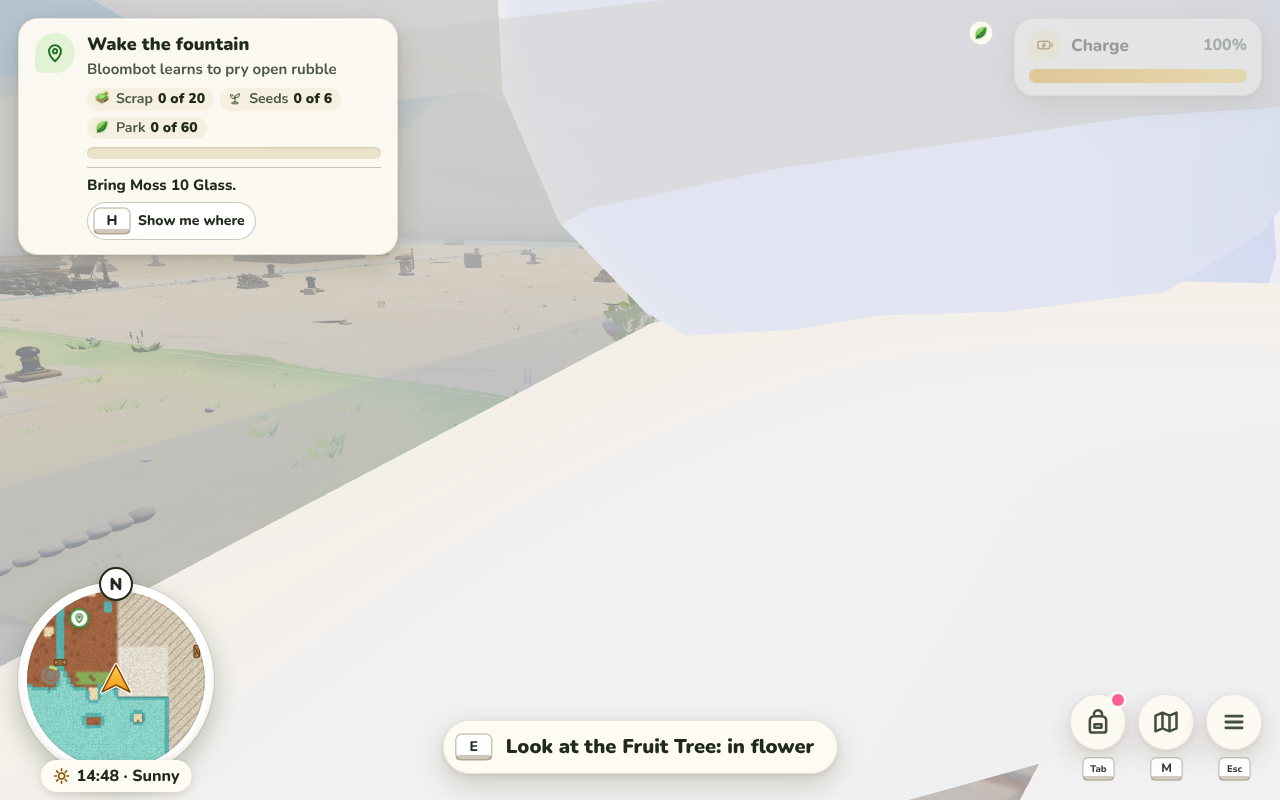 Wake the fountain
Bloombot learns to pry open rubble
Scrap 0 of 20 Seeds 0 of 6
Park 0 of 60
Bring Moss 10 Glass.
H Show me where
Charge 100%
N
14:48 · Sunny
E Look at the Fruit Tree: in flower
Tab M Esc